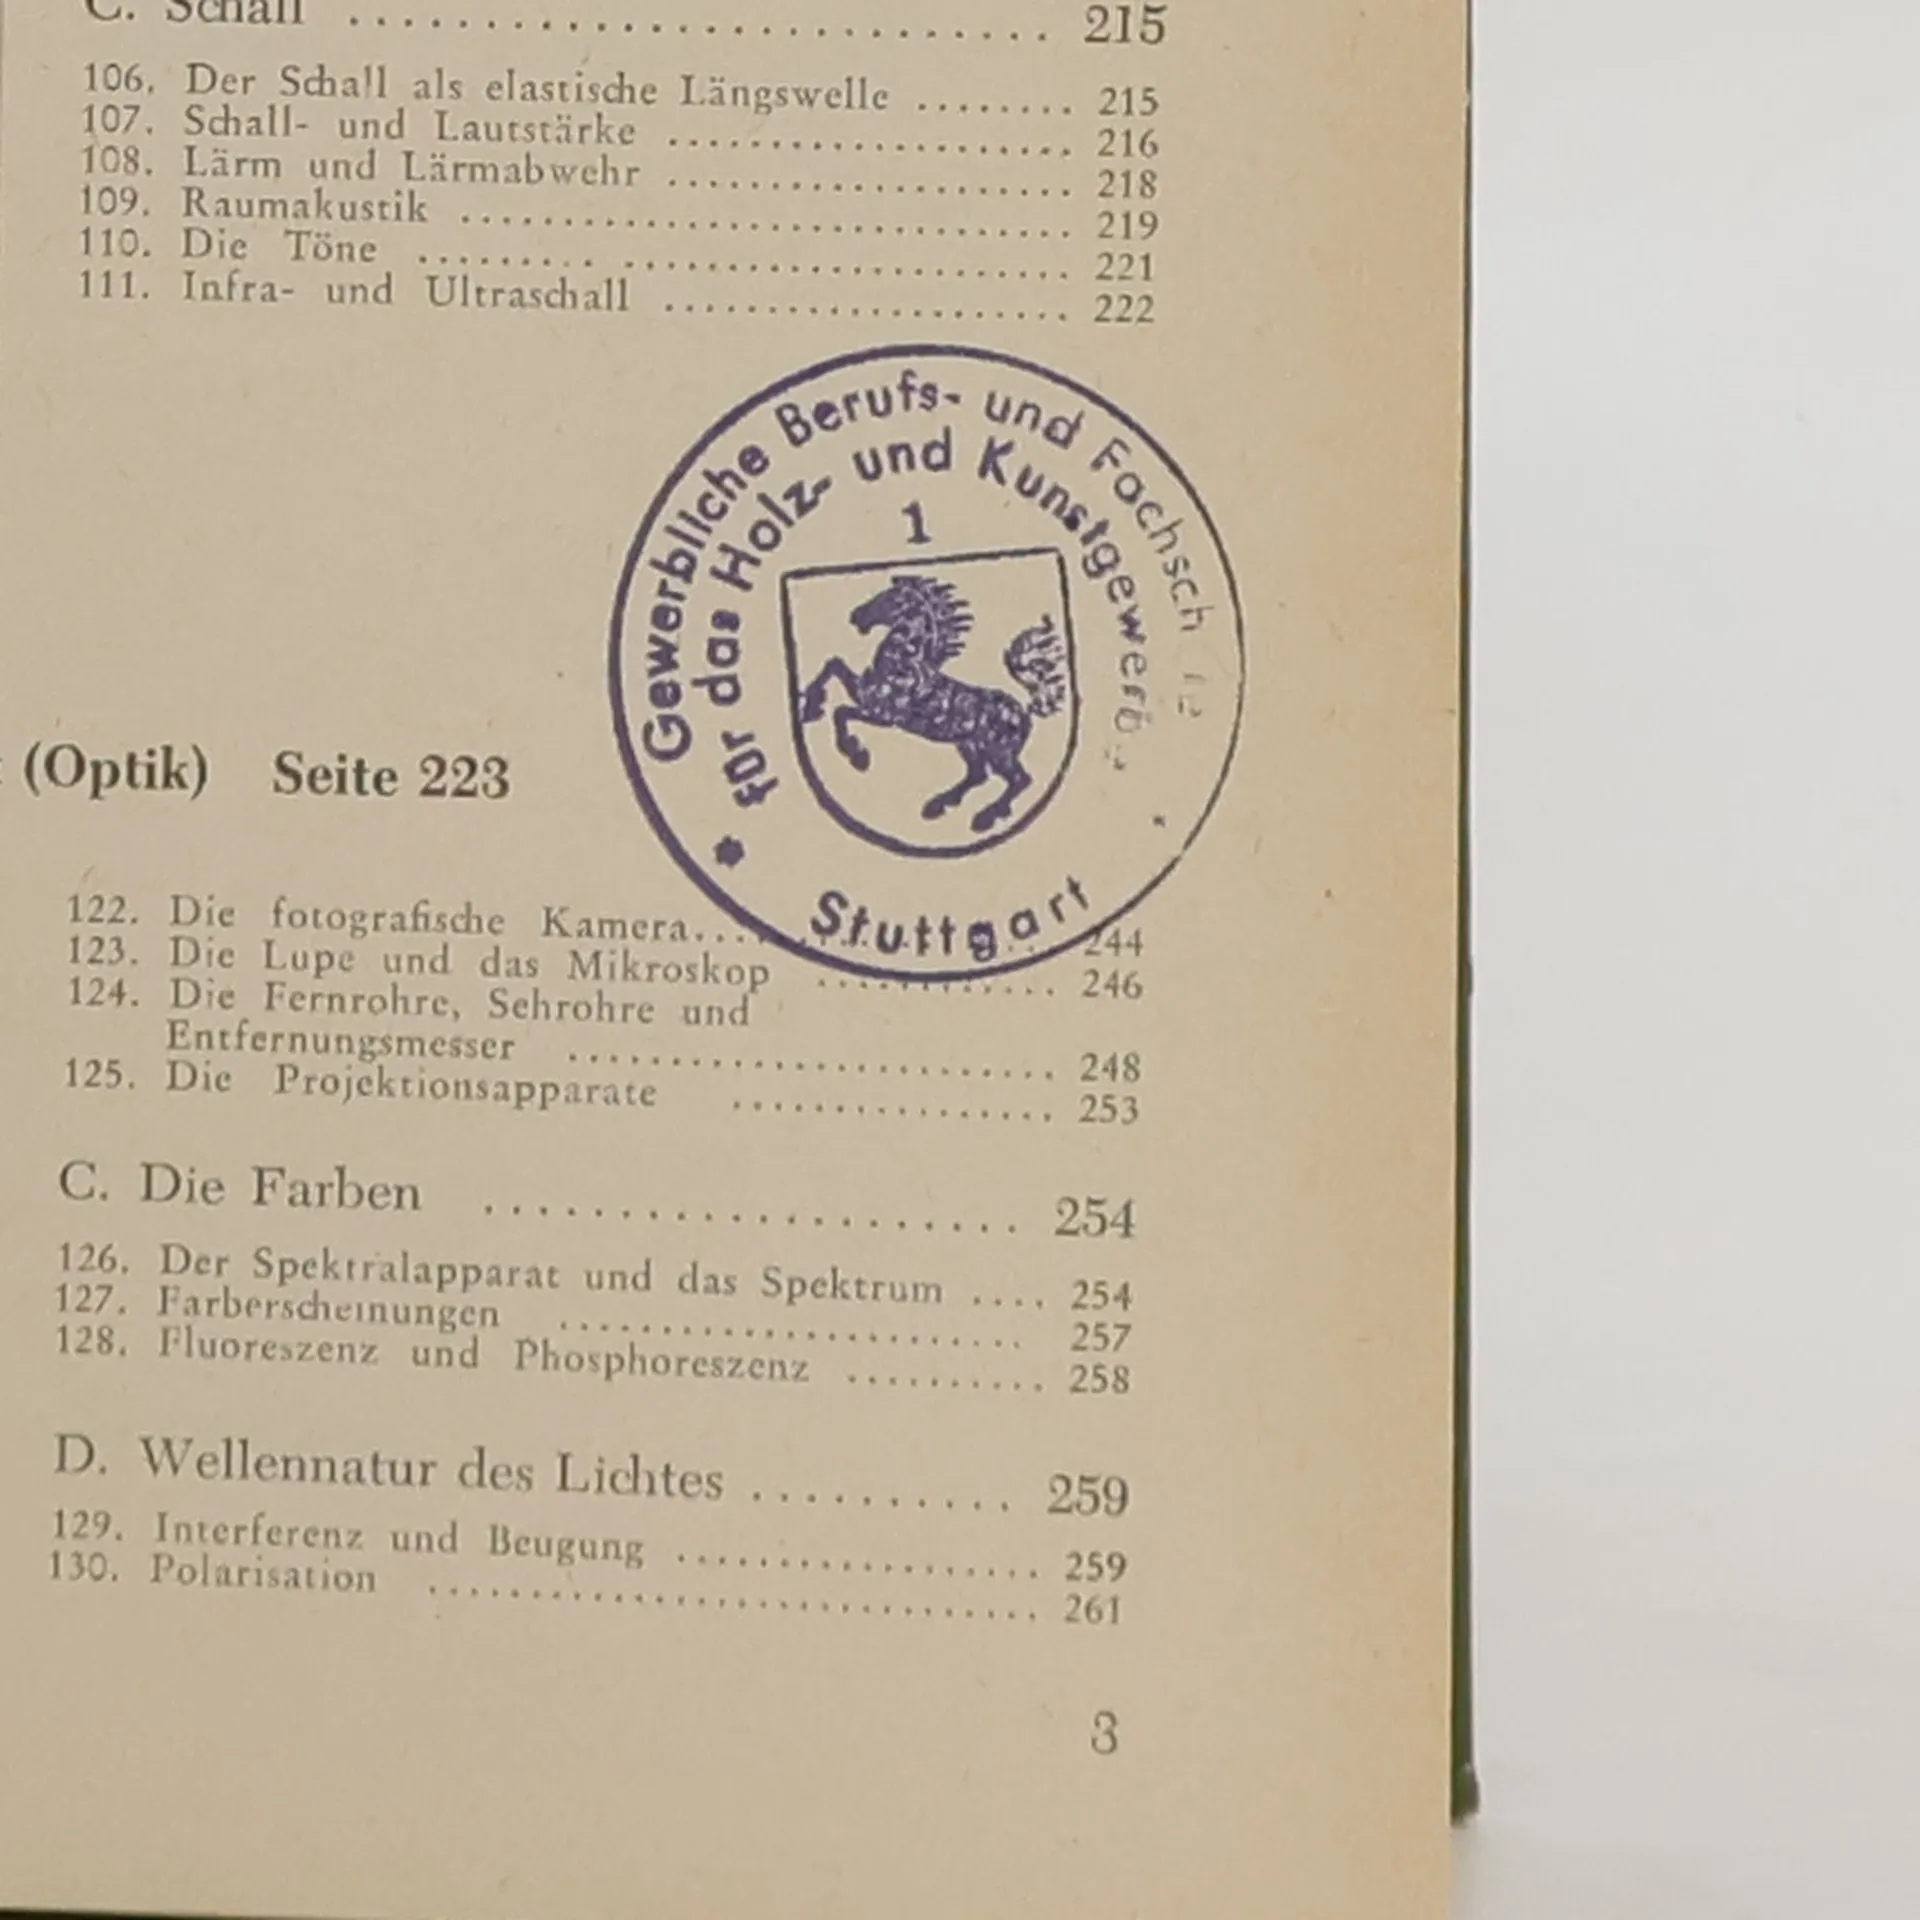 C. Schall .......................... 215
106. Der Schall als elastische Längswelle ........ 215
107. Schall- und Lautstärke .................... 216
108. Lärm und Lärmabwehr .................... 218
109. Raumakustik .............................. 219
110. Die Töne ................................ 221
111. Infra- und Ultraschall .................... 222
Gewerbliche Berufs- und Fachsch
für das Holz- und Kunstgewerbe
1
Stuttgart
(Optik) Seite 223
122. Die fotografische Kamera.................. 244
123. Die Lupe und das Mikroskop ............ 246
124. Die Fernrohre, Sehrohre und
Entfernungsmesser ........................ 248
125. Die Projektionsapparate ................ 253
C. Die Farben .................... 254
126. Der Spektralapparat und das Spektrum .... 254
127. Farberscheinungen ....................... 257
128. Fluoreszenz und Phosphoreszenz .......... 258
D. Wellennatur des Lichtes .......... 259
129. Interferenz und Beugung .................. 259
130. Polarisation .............................. 261
3